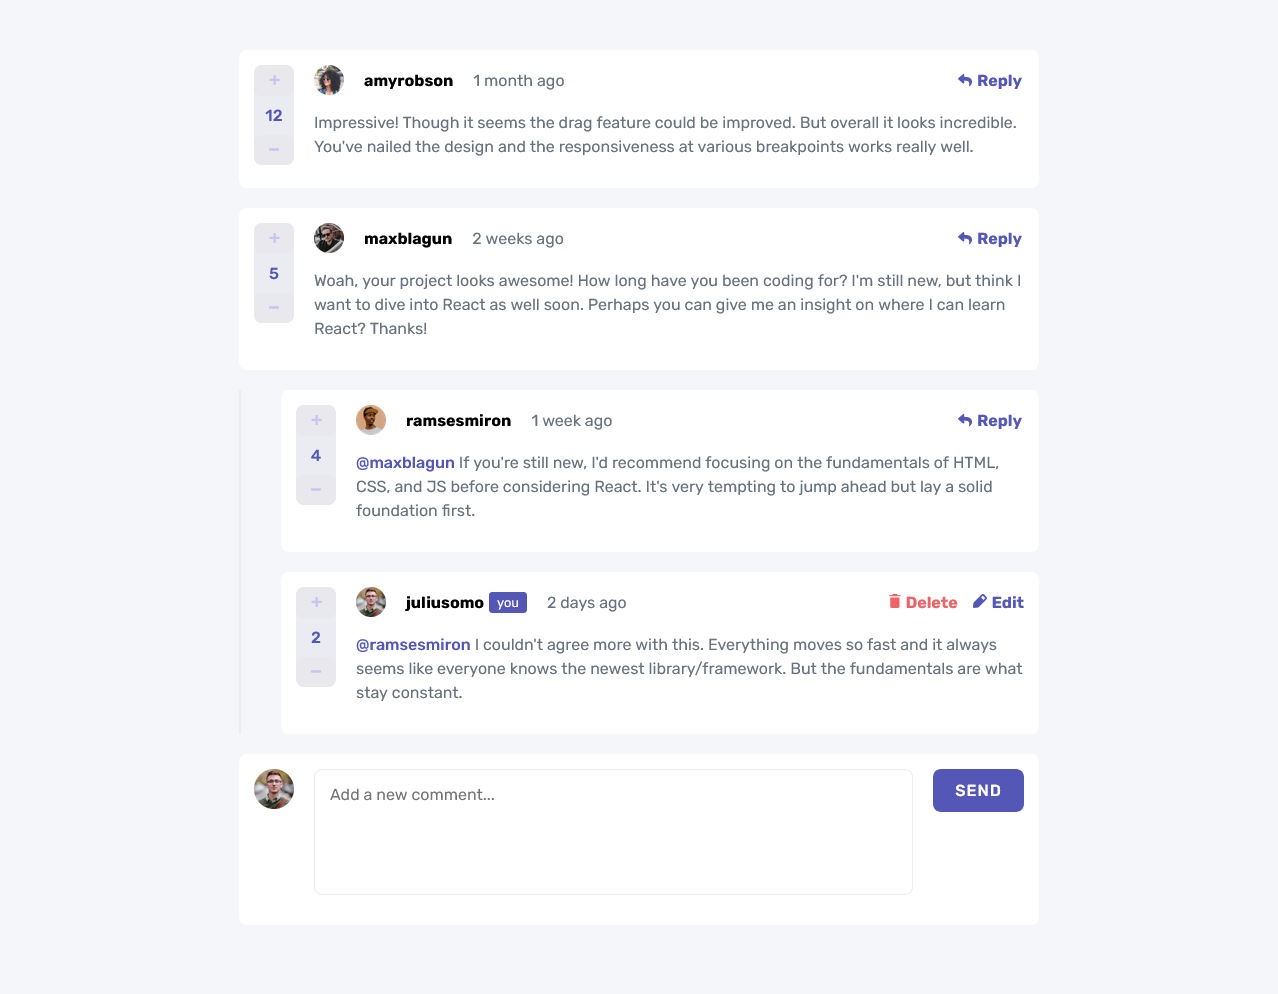 +
amyrobson 1 month ago Reply
12
Impressive! Though it seems the drag feature could be improved. But overall it looks incredible.
You've nailed the design and the responsiveness at various breakpoints works really well.
–
+
maxblagun 2 weeks ago Reply
5
Woah, your project looks awesome! How long have you been coding for? I'm still new, but think I
want to dive into React as well soon. Perhaps you can give me an insight on where I can learn
React? Thanks!
–
+
ramsesmiron 1 week ago Reply
4
@maxblagun If you're still new, I'd recommend focusing on the fundamentals of HTML,
CSS, and JS before considering React. It's very tempting to jump ahead but lay a solid
foundation first.
–
+
juliusomo you 2 days ago Delete Edit
2
@ramsesmiron I couldn't agree more with this. Everything moves so fast and it always
seems like everyone knows the newest library/framework. But the fundamentals are what
stay constant.
–
Add a new comment...
SEND